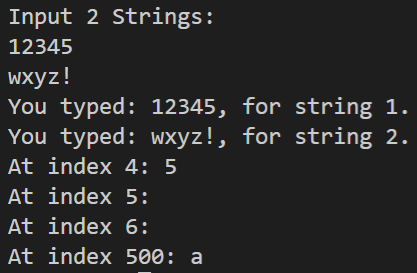 Input 2 Strings:
12345
wxyz!
You typed: 12345, for string 1.
You typed: wxyz!, for string 2.
At index 4: 5
At index 5:
At index 6:
At index 500: a